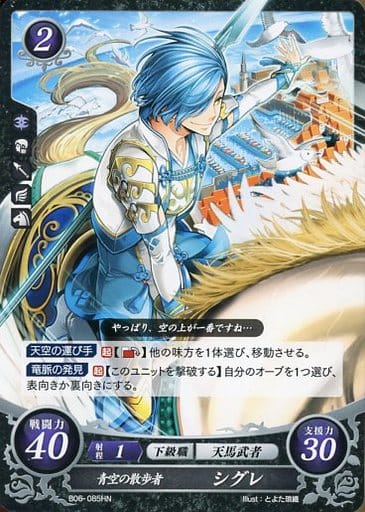 2
やっぱり、空の上が一番ですね…
天空の運び手 起【】他の味方を1体選び、移動させる。
竜脈の発見 起【このユニットを撃破する】自分のオーブを1つ選び、
表向きか裏向きにする。
戦闘力
40
射程 1 下級職 天馬武者
支援力
30
青空の散歩者 シグレ
B06-085HN
Illust：とよた瑣織